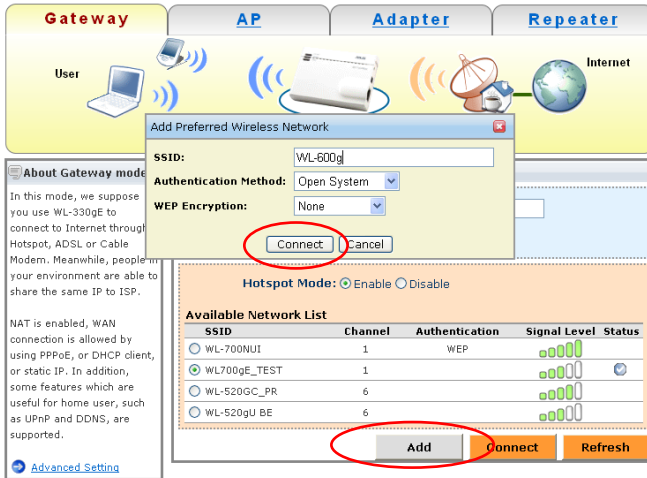 Gateway
AP
Adapter
Repeater
User
Internet
Add Preferred Wireless Network
SSID:
WL-600g
Authentication Method:
Open System
WEP Encryption:
None
Connect
Cancel
About Gateway mode
In this mode, we suppose
you use WL-330gE to
connect to Internet through
Hotspot, ADSL or Cable
Modem. Meanwhile, people in
your environment are able to
share the same IP to ISP.
NAT is enabled, WAN
connection is allowed by
using PPPoE, or DHCP client,
or static IP. In addition,
some features which are
useful for home user, such
as UPnP and DDNS, are
supported.
Advanced Setting
Hotspot Mode: Enable Disable
Available Network List
SSID Channel Authentication Signal Level Status
WL-700NUI 1 WEP
WL700gE_TEST 1
WL-520GC_PR 6
WL-520gU BE 6
Add Connect Refresh